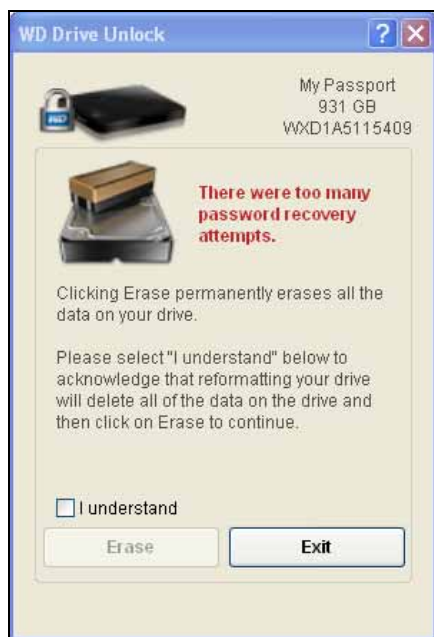 WD Drive Unlock
?
My Passport
931 GB
WXD1A5115409
WD
There were too many
password recovery
attempts.
Clicking Erase permanently erases all the
data on your drive.
Please select "I understand" below to
acknowledge that reformatting your drive
will delete all of the data on the drive and
then click on Erase to continue.
I understand
Erase
Exit